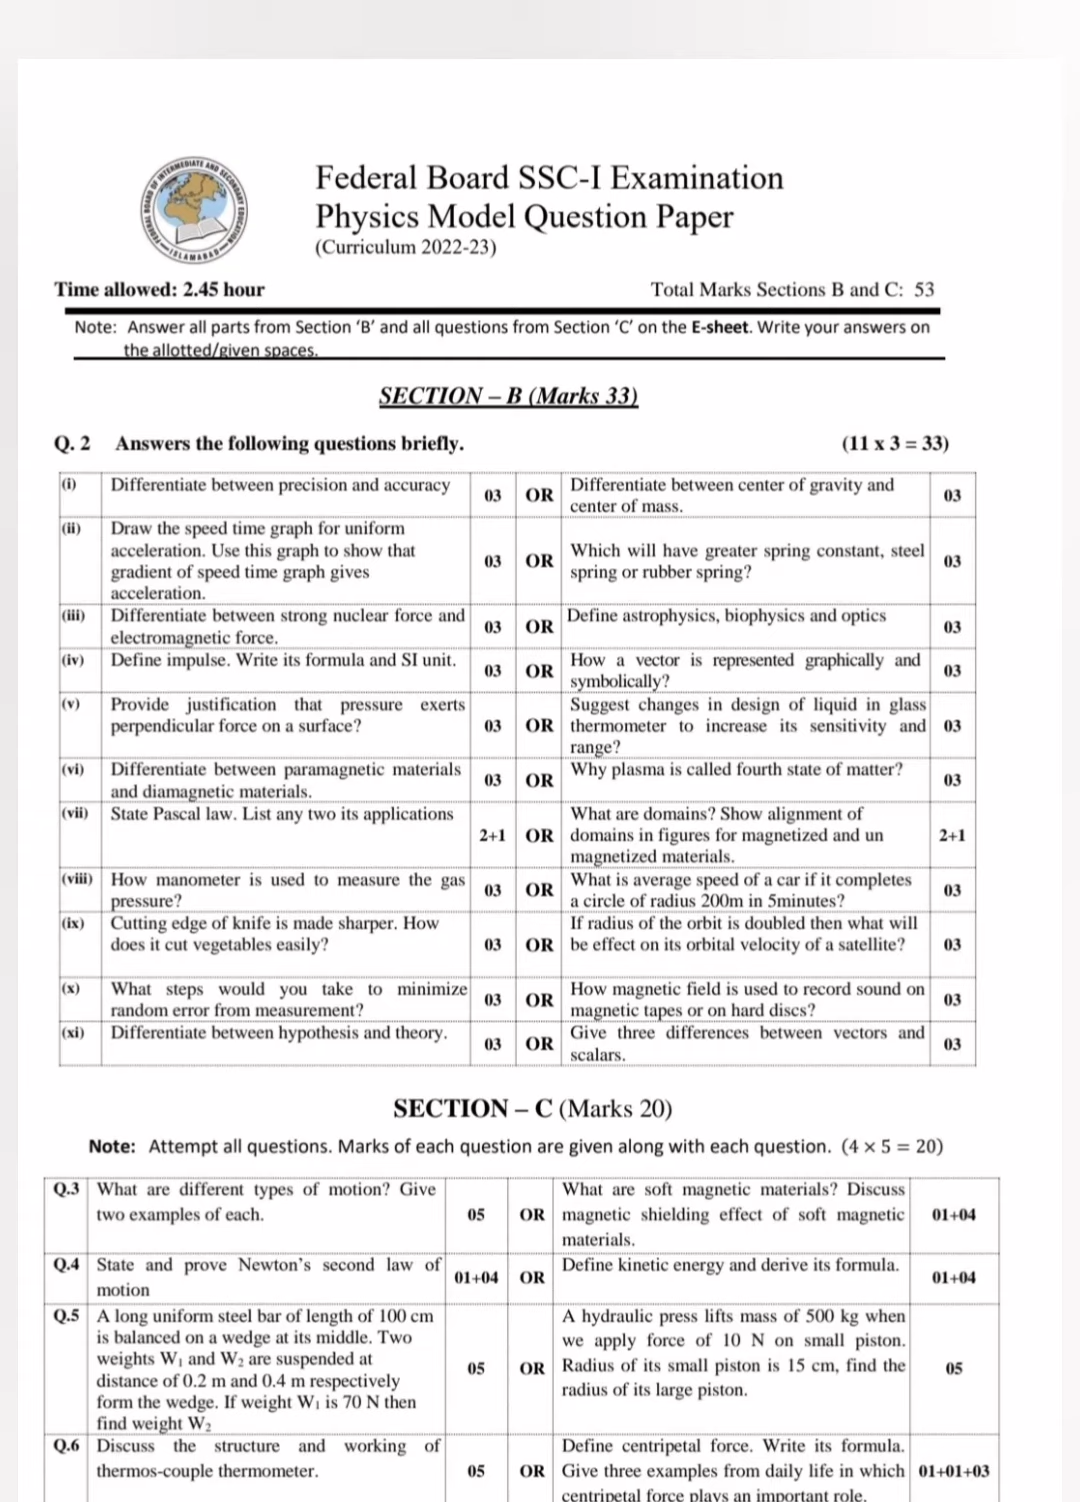 FEDERAL BOARD OF INTERMEDIATE AND SECONDARY EDUCATION
ISLAMABAD
Federal Board SSC-I Examination
Physics Model Question Paper
(Curriculum 2022-23)
Time allowed: 2.45 hour Total Marks Sections B and C: 53
Note: Answer all parts from Section ‘B’ and all questions from Section ‘C’ on the E-sheet. Write your answers on
the allotted/given spaces.
SECTION – B (Marks 33)
Q. 2 Answers the following questions briefly. (11 x 3 = 33)
(i) Differentiate between precision and accuracy 03 OR
Differentiate between center of gravity and
center of mass. 03
(ii) Draw the speed time graph for uniform
acceleration. Use this graph to show that
gradient of speed time graph gives
acceleration. 03 OR
Which will have greater spring constant, steel
spring or rubber spring? 03
(iii) Differentiate between strong nuclear force and
electromagnetic force. 03 OR
Define astrophysics, biophysics and optics 03
(iv) Define impulse. Write its formula and SI unit. 03 OR
How a vector is represented graphically and
symbolically? 03
(v) Provide justification that pressure exerts
perpendicular force on a surface? 03 OR
Suggest changes in design of liquid in glass
thermometer to increase its sensitivity and 03
range?
(vi) Differentiate between paramagnetic materials
and diamagnetic materials. 03 OR
Why plasma is called fourth state of matter? 03
(vii) State Pascal law. List any two its applications 2+1 OR
What are domains? Show alignment of
domains in figures for magnetized and un 2+1
magnetized materials.
(viii) How manometer is used to measure the gas
pressure? 03 OR
What is average speed of a car if it completes
a circle of radius 200m in 5minutes? 03
(ix) Cutting edge of knife is made sharper. How
does it cut vegetables easily? 03 OR
If radius of the orbit is doubled then what will
be effect on its orbital velocity of a satellite? 03
(x) What steps would you take to minimize
random error from measurement? 03 OR
How magnetic field is used to record sound on
magnetic tapes or on hard discs? 03
(xi) Differentiate between hypothesis and theory. 03 OR
Give three differences between vectors and
scalars. 03
SECTION – C (Marks 20)
Note: Attempt all questions. Marks of each question are given along with each question. (4 × 5 = 20)
Q.3 What are different types of motion? Give
two examples of each. 05 OR
What are soft magnetic materials? Discuss
magnetic shielding effect of soft magnetic 01+04
materials.
Q.4 State and prove Newton’s second law of
motion 01+04 OR
Define kinetic energy and derive its formula. 01+04
Q.5 A long uniform steel bar of length of 100 cm
is balanced on a wedge at its middle. Two
weights W1 and W2 are suspended at
distance of 0.2 m and 0.4 m respectively
form the wedge. If weight W1 is 70 N then
find weight W2 05 OR
A hydraulic press lifts mass of 500 kg when
we apply force of 10 N on small piston.
Radius of its small piston is 15 cm, find the 05
radius of its large piston.
Q.6 Discuss the structure and working of
thermos-couple thermometer. 05 OR
Define centripetal force. Write its formula.
Give three examples from daily life in which 01+01+03
centripetal force plays an important role.